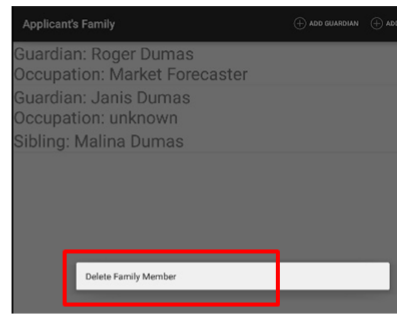 Applicant's Family ADD GUARDIAN ADD
Guardian: Roger Dumas
Occupation: Market Forecaster
Guardian: Janis Dumas
Occupation: unknown
Sibling: Malina Dumas
Delete Family Member